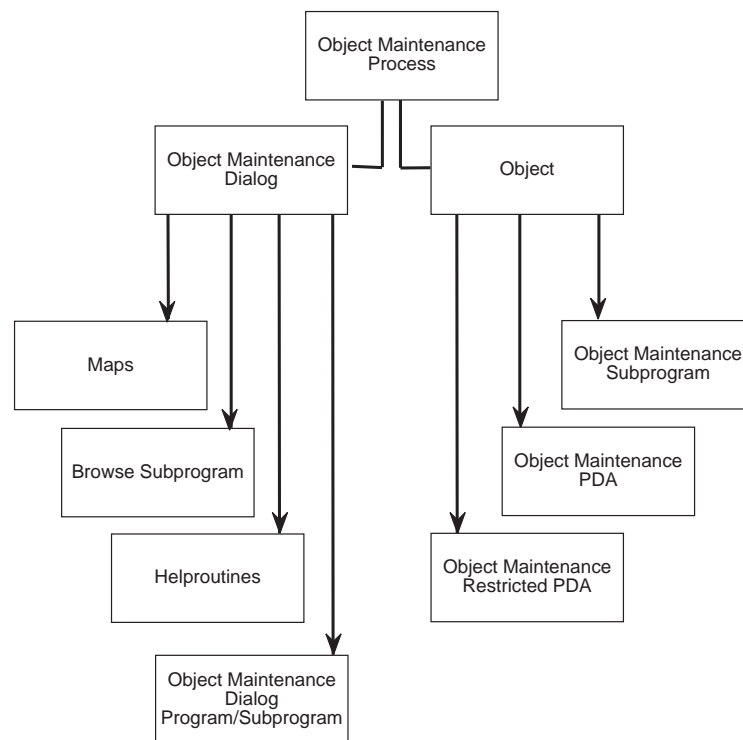 Object Maintenance
Process
Object Maintenance
Dialog
Object
Maps
Object Maintenance
Subprogram
Browse Subprogram
Object Maintenance
PDA
Helproutines
Object Maintenance
Restricted PDA
Object Maintenance
Dialog
Program/Subprogram